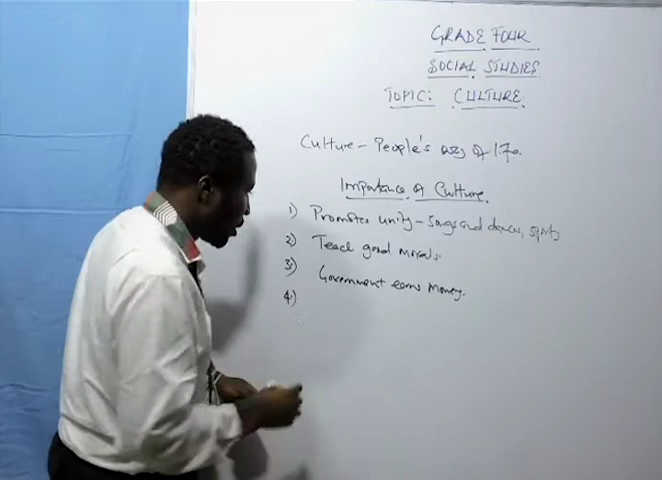 GRADE FOUR
SOCIAL STUDIES
TOPIC: CULTURE.
Culture - People's way of life.
Importance of Culture.
1) Promotes unity - Songs and dances, sports
2) Teach good morals.
3) Government earns Money.
4)